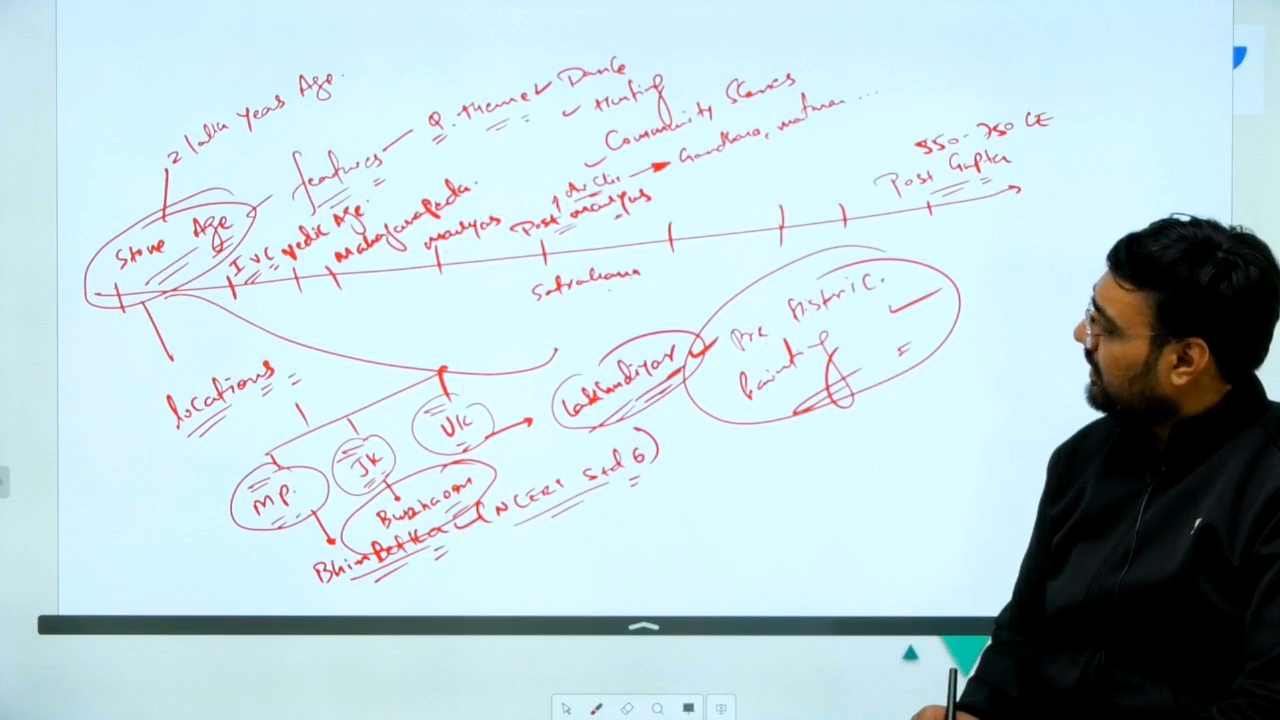 2 lakh years Age.
Stone Age
features
Q. theme
Dance
Hunting
Community Scenes
Gandhara, mathura ...
550-750 CE
Post Gupta
IVC
vedic Age.
Mahajanapada.
mauryas
Post mauryas
Satvahana
Pre Historic.
Painting
locations
MP.
JK
UK
Lakhudiyar
Burzhaom
BhimBetka
(NCERT Std 6)